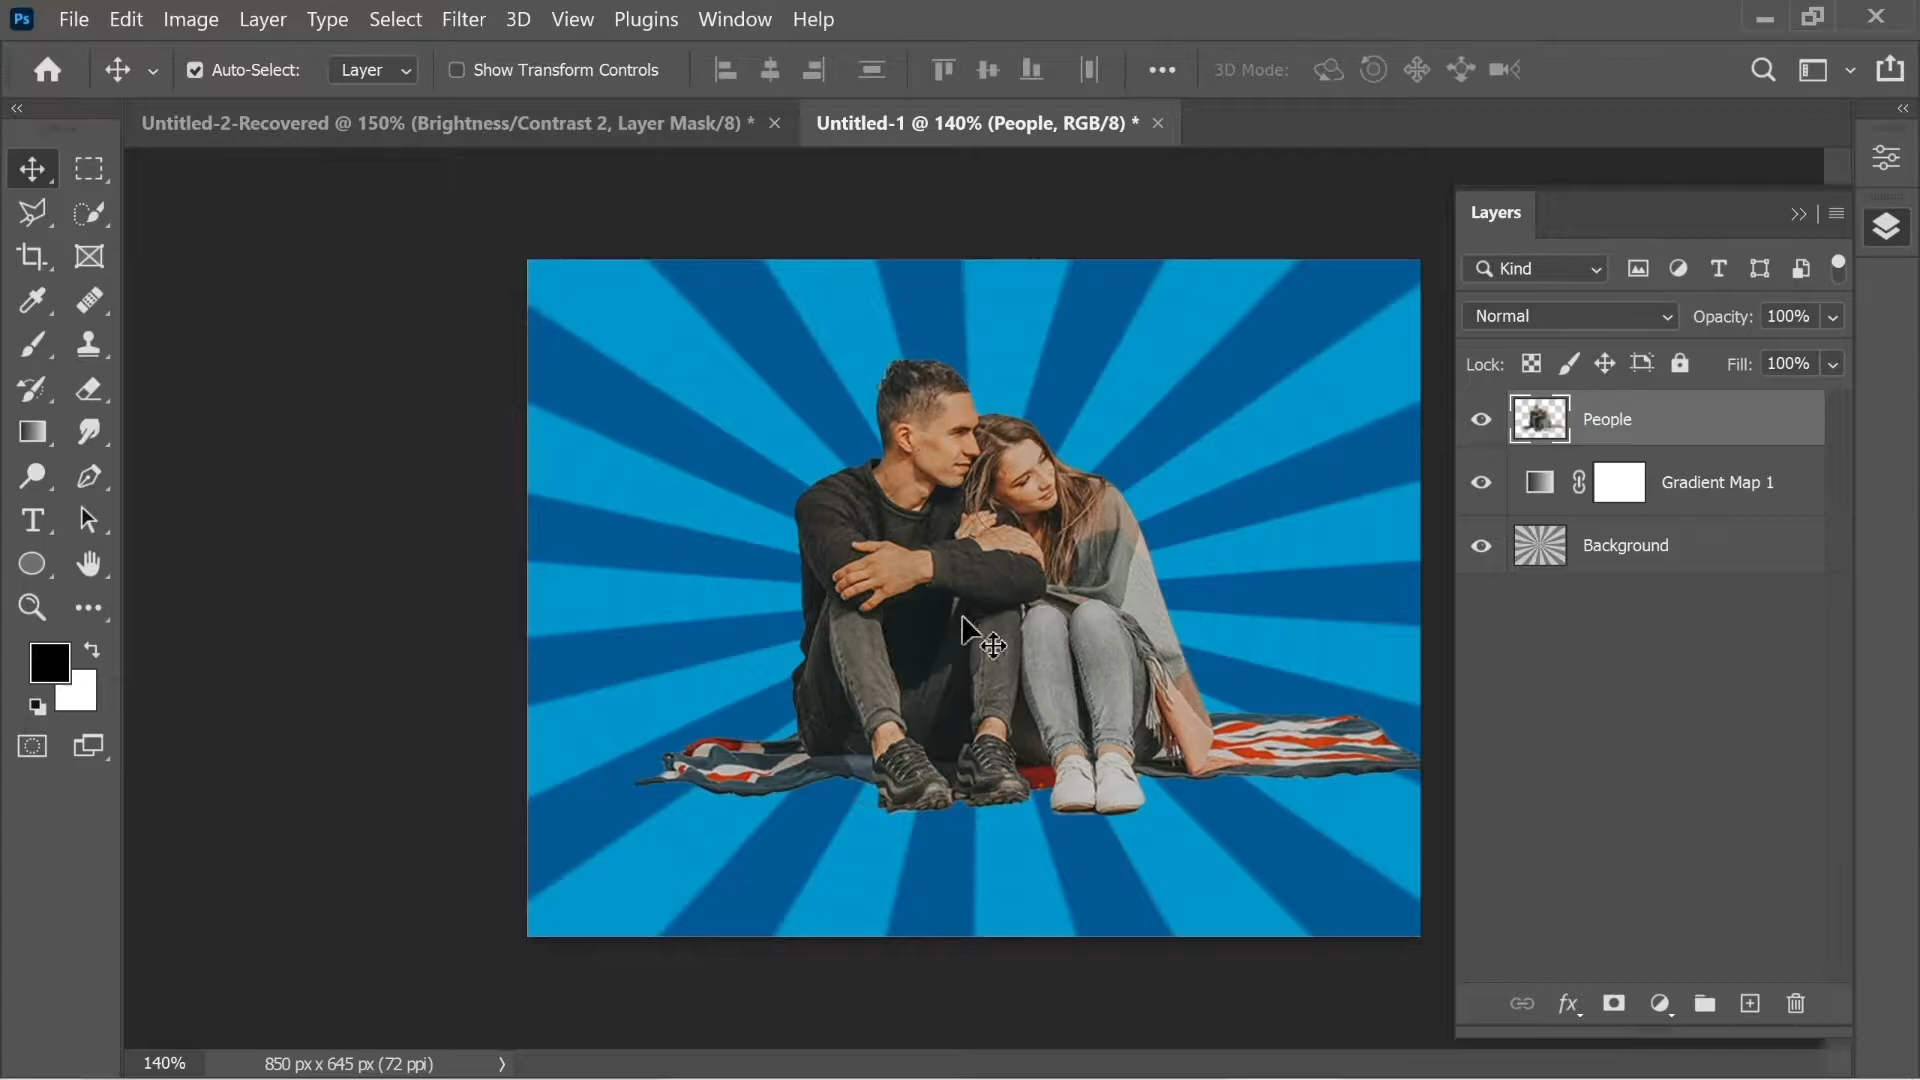 Ps File Edit Image Layer Type Select Filter 3D View Plugins Window Help
Auto-Select: Layer Show Transform Controls 3D Mode:
Untitled-2-Recovered @ 150% (Brightness/Contrast 2, Layer Mask/8) * Untitled-1 @ 140% (People, RGB/8) *
Layers
Kind
Normal Opacity: 100%
Lock: Fill: 100%
People
Gradient Map 1
Background
fx
140% 850 px x 645 px (72 ppi)